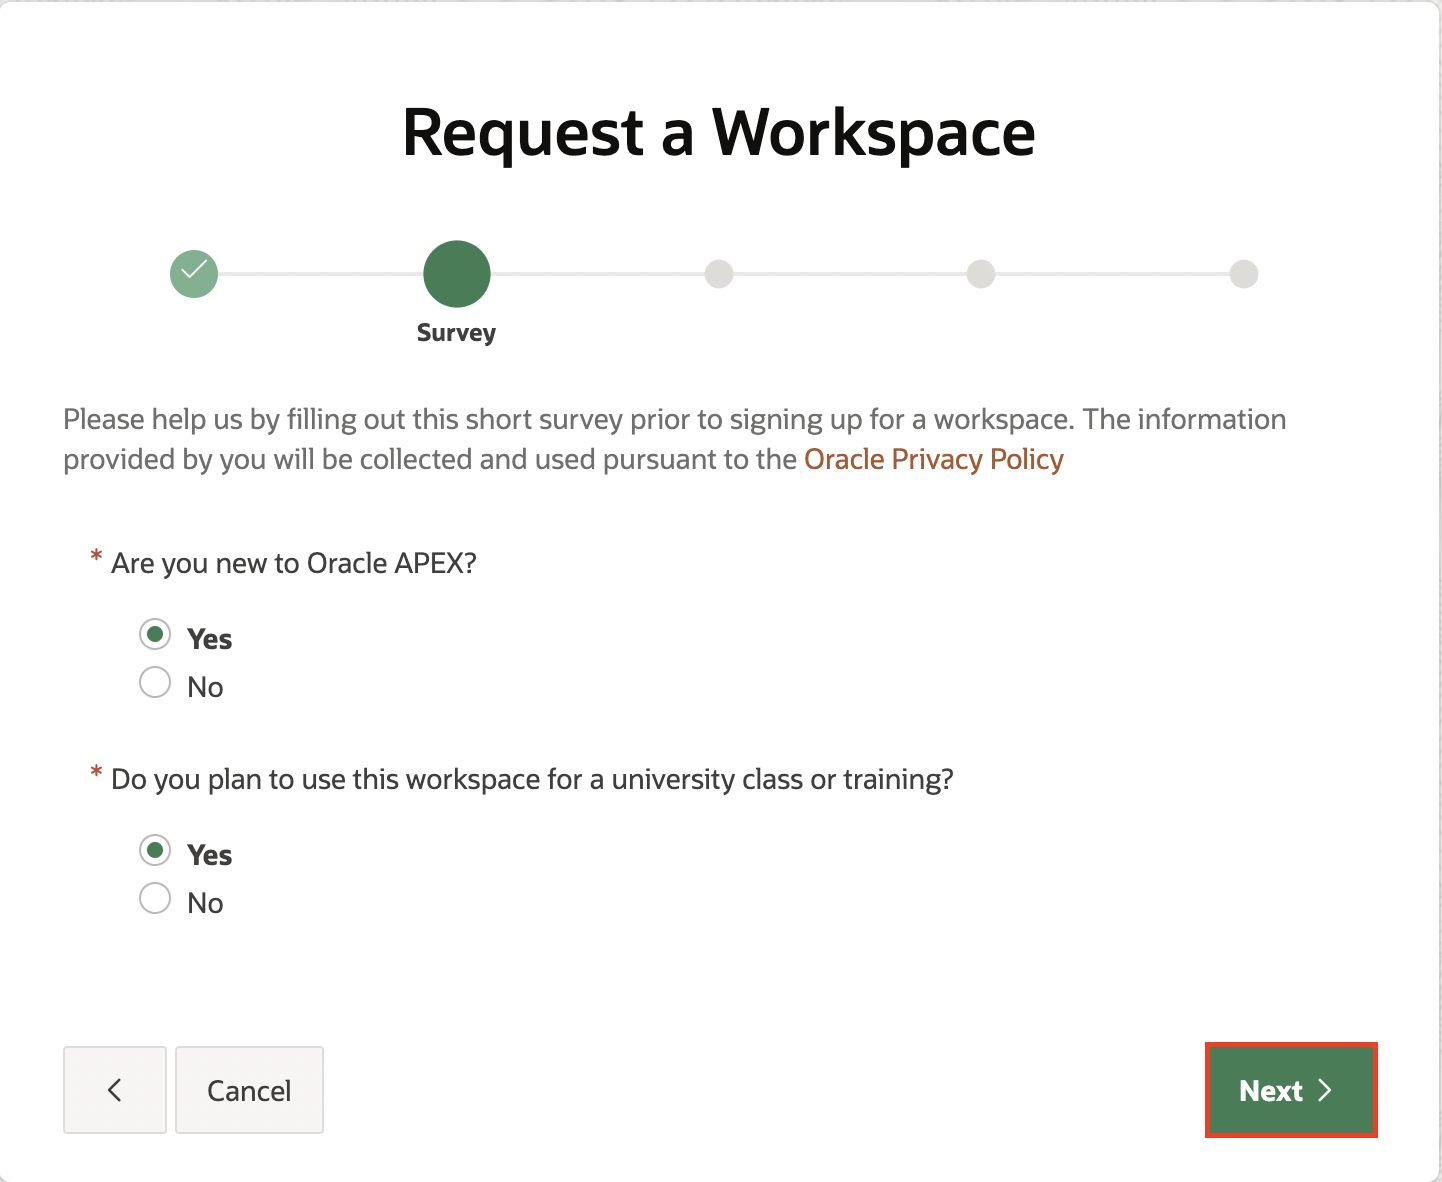 Request a Workspace
Survey
Please help us by filling out this short survey prior to signing up for a workspace. The information
provided by you will be collected and used pursuant to the Oracle Privacy Policy
* Are you new to Oracle APEX?
Yes
No
* Do you plan to use this workspace for a university class or training?
Yes
No
Cancel
Next